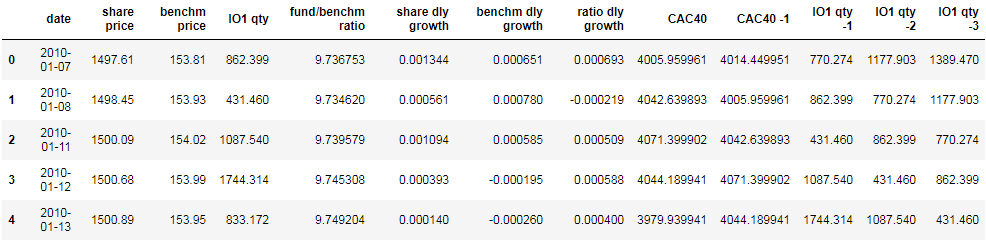 date share price benchm price IO1 qty fund/benchm ratio share dly growth benchm dly growth ratio dly growth CAC40 CAC40 -1 IO1 qty -1 IO1 qty -2 IO1 qty -3
0 2010-01-07 1497.61 153.81 862.399 9.736753 0.001344 0.000651 0.000693 4005.959961 4014.449951 770.274 1177.903 1389.470
1 2010-01-08 1498.45 153.93 431.460 9.734620 0.000561 0.000780 -0.000219 4042.639893 4005.959961 862.399 770.274 1177.903
2 2010-01-11 1500.09 154.02 1087.540 9.739579 0.001094 0.000585 0.000509 4071.399902 4042.639893 431.460 862.399 770.274
3 2010-01-12 1500.68 153.99 1744.314 9.745308 0.000393 -0.000195 0.000588 4044.189941 4071.399902 1087.540 431.460 862.399
4 2010-01-13 1500.89 153.95 833.172 9.749204 0.000140 -0.000260 0.000400 3979.939941 4044.189941 1744.314 1087.540 431.460